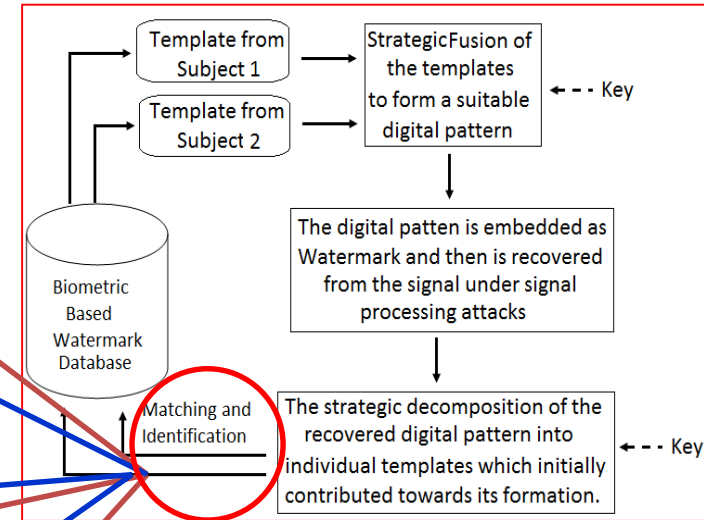 Template from
Subject 1
Template from
Subject 2
StrategicFusion of
the templates
to form a suitable
digital pattern
Key
The digital patten is embedded as
Watermark and then is recovered
from the signal under signal
processing attacks
Biometric
Based
Watermark
Database
Matching and
Identification
The strategic decomposition of the
recovered digital pattern into
individual templates which initially
contributed towards its formation.
Key